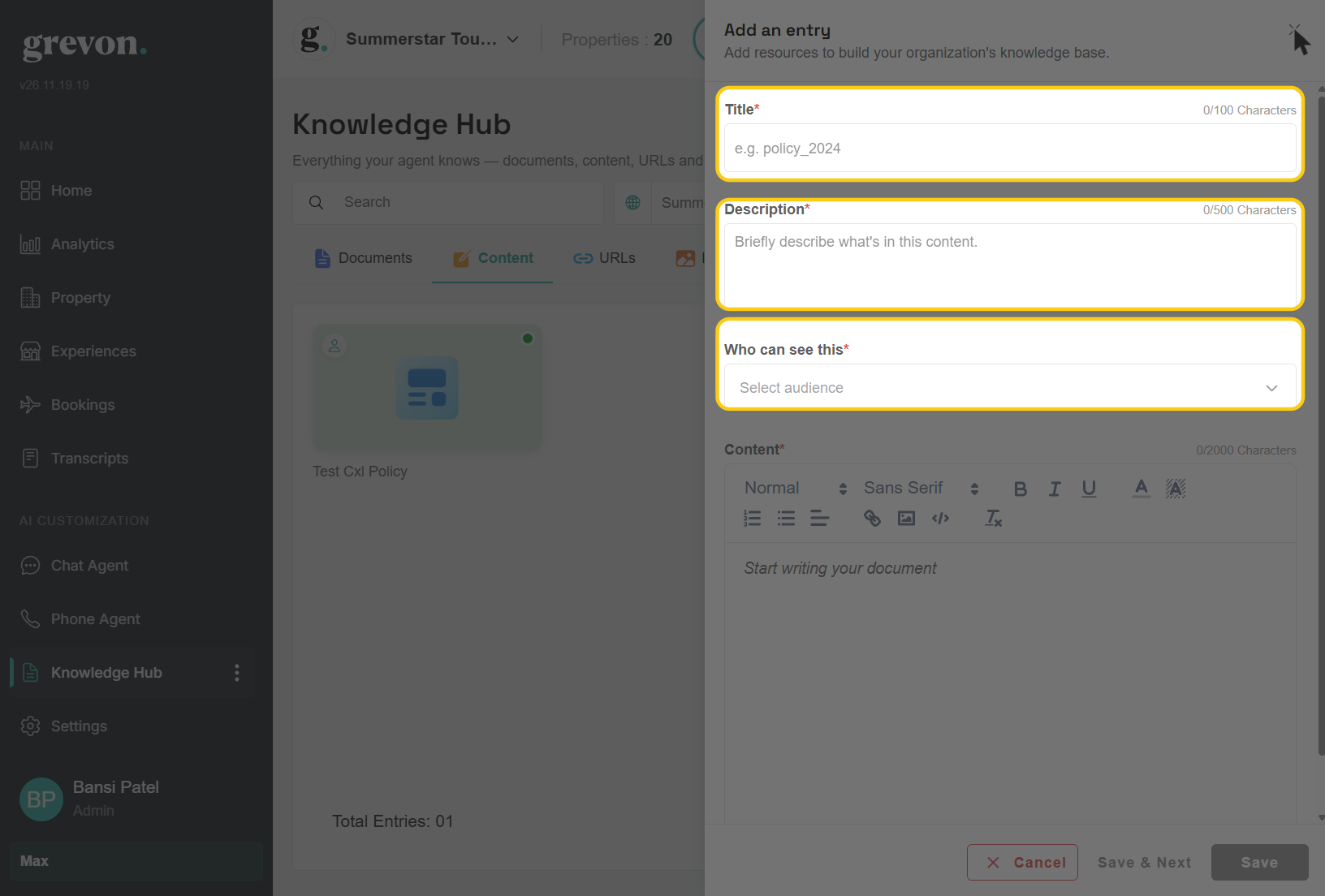 grevon.
v26.11.19.19
MAIN
Home
Analytics
Property
Experiences
Bookings
Transcripts
AI CUSTOMIZATION
Chat Agent
Phone Agent
Knowledge Hub
Settings
BP
Bansi Patel
Admin
Max
g.
Summerstar Tou...
Properties : 20
Knowledge Hub
Everything your agent knows — documents, content, URLs and
Search
Summ
Documents
Content
URLs
Test Cxl Policy
Total Entries: 01
Add an entry
Add resources to build your organization's knowledge base.
Title*
0/100 Characters
e.g. policy_2024
Description*
0/500 Characters
Briefly describe what's in this content.
Who can see this*
Select audience
Content*
0/2000 Characters
Normal
Sans Serif
B I U A A
Start writing your document
Cancel
Save & Next
Save